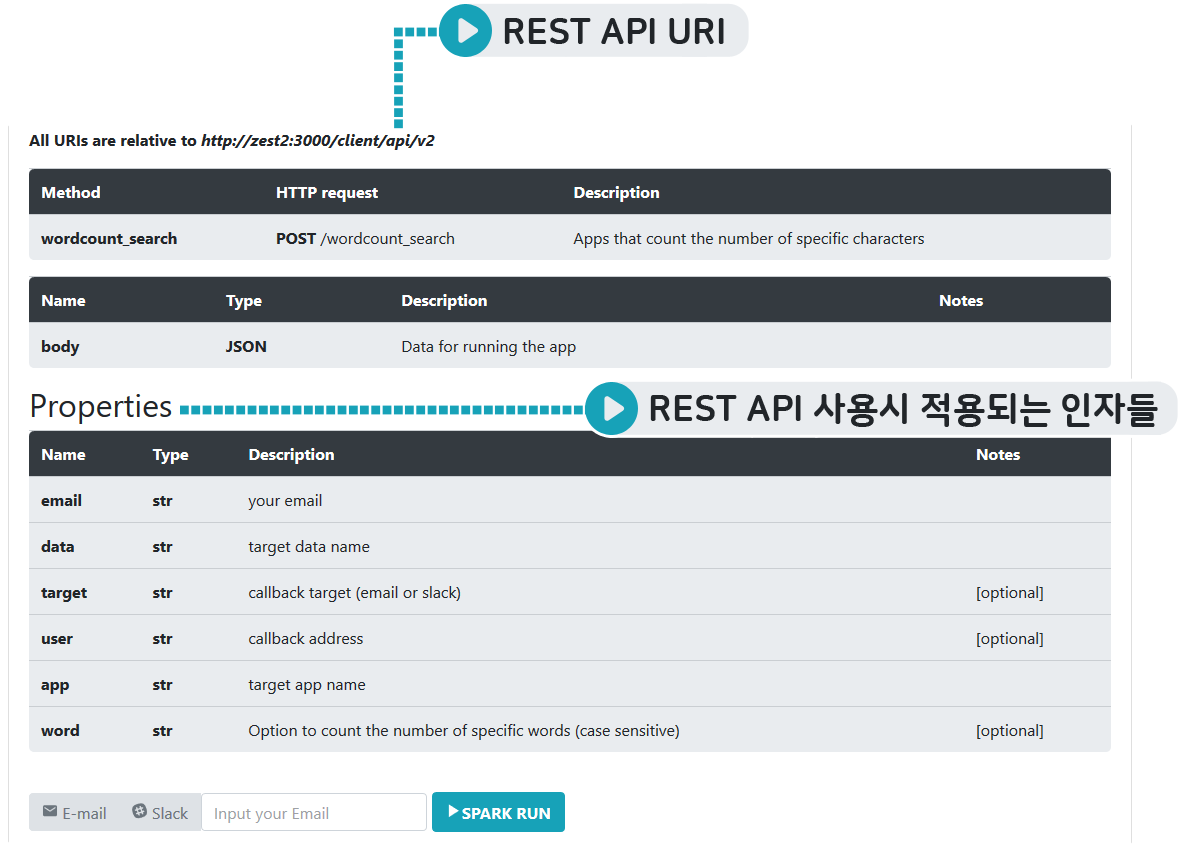 REST API URI
All URIs are relative to http://zest2:3000/client/api/v2
Method HTTP request Description
wordcount_search POST /wordcount_search Apps that count the number of specific characters
Name Type Description Notes
body JSON Data for running the app
Properties REST API 사용시 적용되는 인자들
Name Type Description Notes
email str your email
data str target data name
target str callback target (email or slack) [optional]
user str callback address [optional]
app str target app name
word str Option to count the number of specific words (case sensitive) [optional]
E-mail Slack Input your Email SPARK RUN